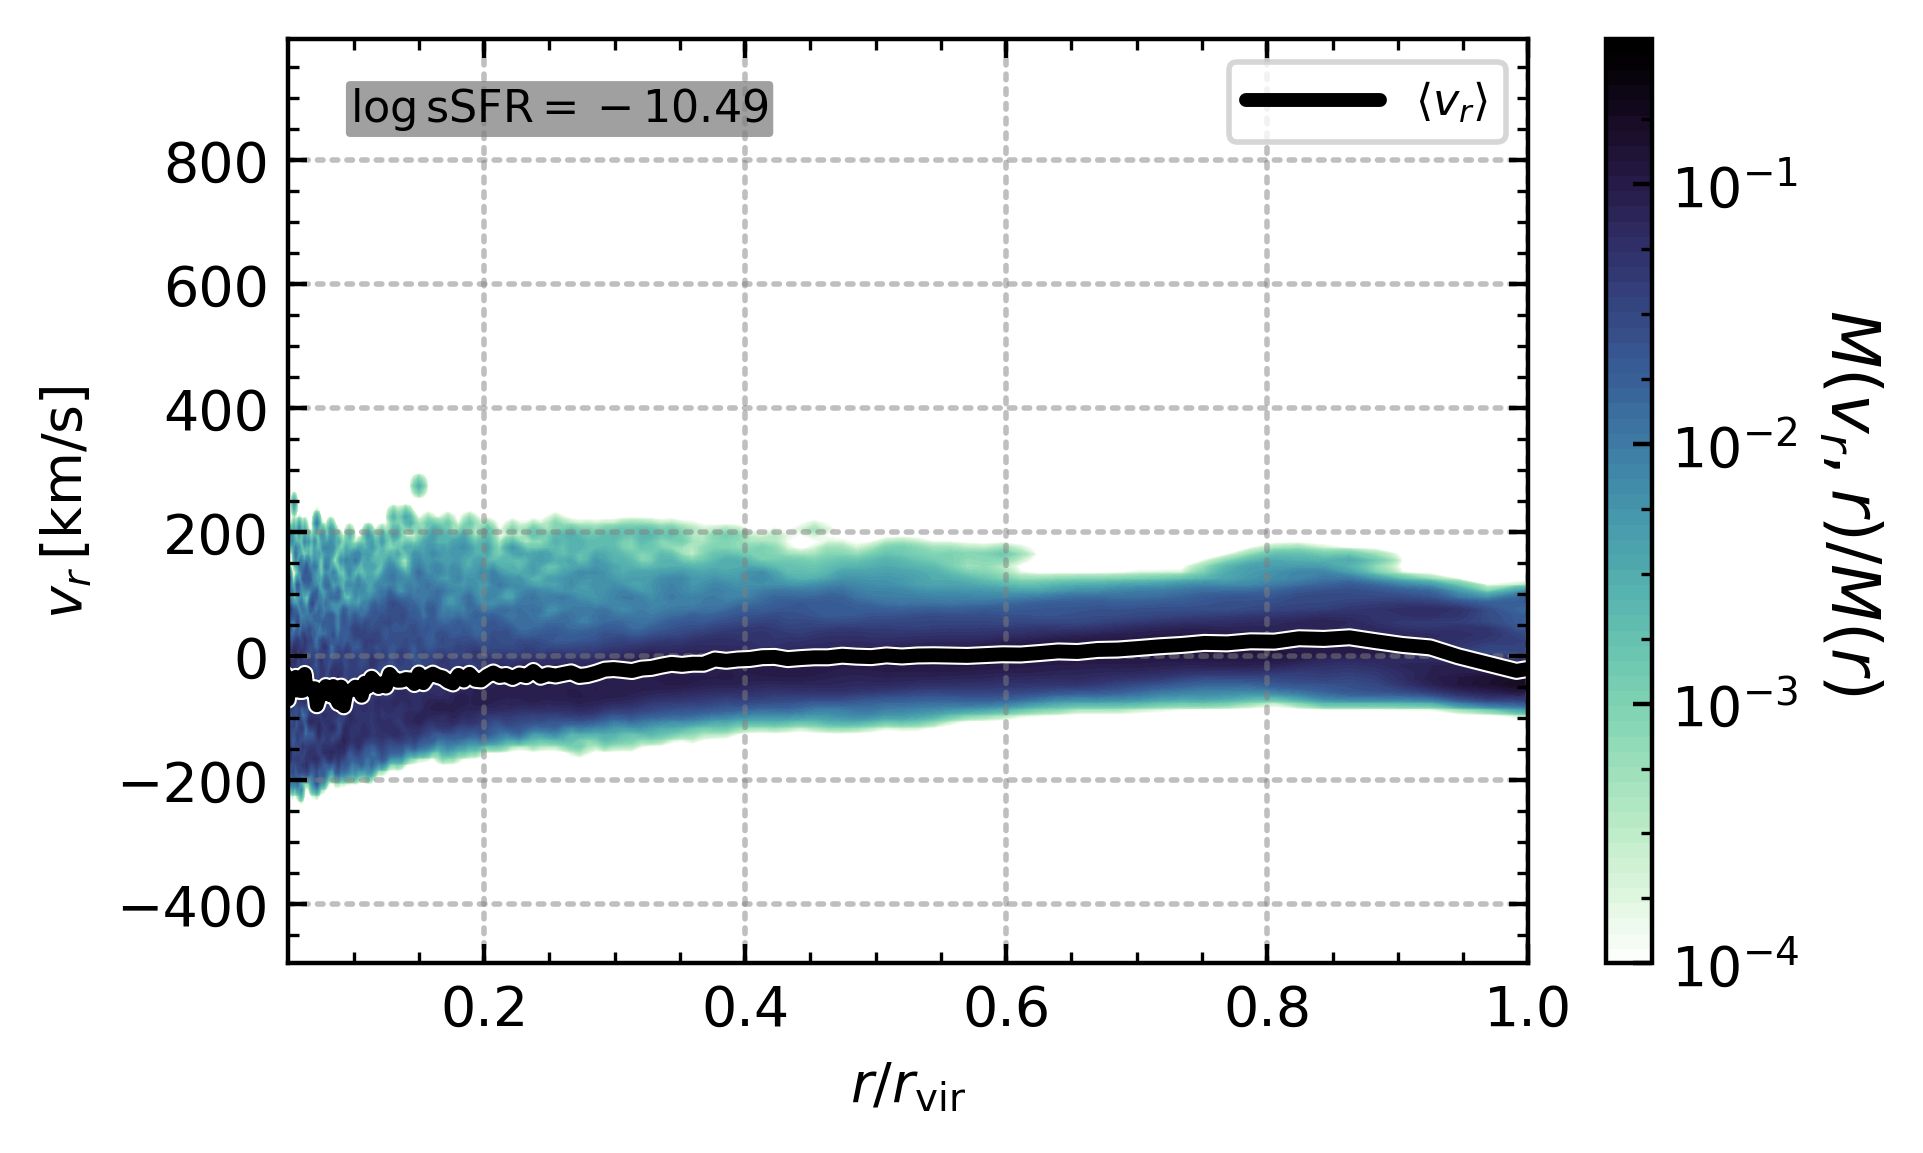 log sSFR = −10.49
⟨v_r⟩
800
600
400
200
0
−200
−400
v_r [km/s]
0.2 0.4 0.6 0.8 1.0
r/r_vir
10⁻¹
10⁻²
10⁻³
10⁻⁴
M(v_r, r)/M(r)